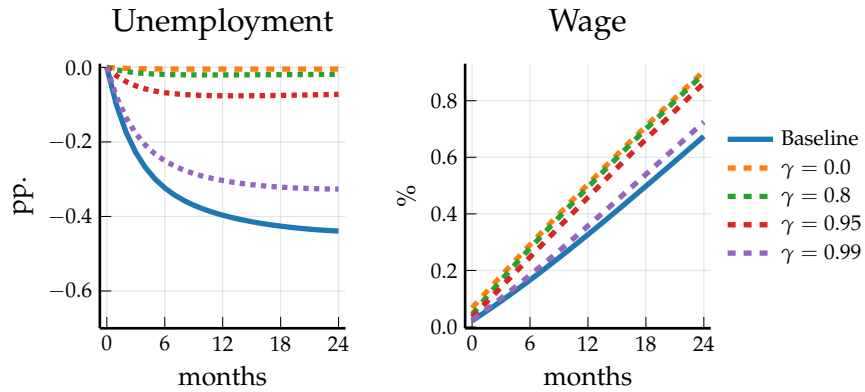 Unemployment
pp.
0.0
−0.2
−0.4
−0.6
0 6 12 18 24
months
Wage
%
0.8
0.6
0.4
0.2
0.0
0 6 12 18 24
months
Baseline
γ = 0.0
γ = 0.8
γ = 0.95
γ = 0.99